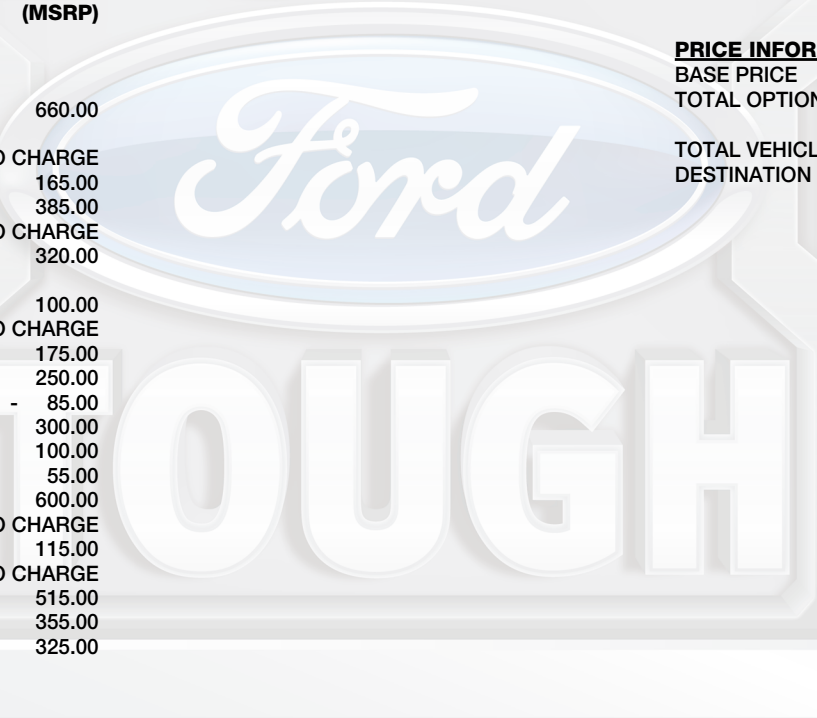 (MSRP)
660.00
O CHARGE
165.00
385.00
O CHARGE
320.00
100.00
O CHARGE
175.00
250.00
- 85.00
300.00
100.00
55.00
600.00
O CHARGE
115.00
O CHARGE
515.00
355.00
325.00
PRICE INFOR
BASE PRICE
TOTAL OPTION
TOTAL VEHICL
DESTINATION
Ford
TOUGH